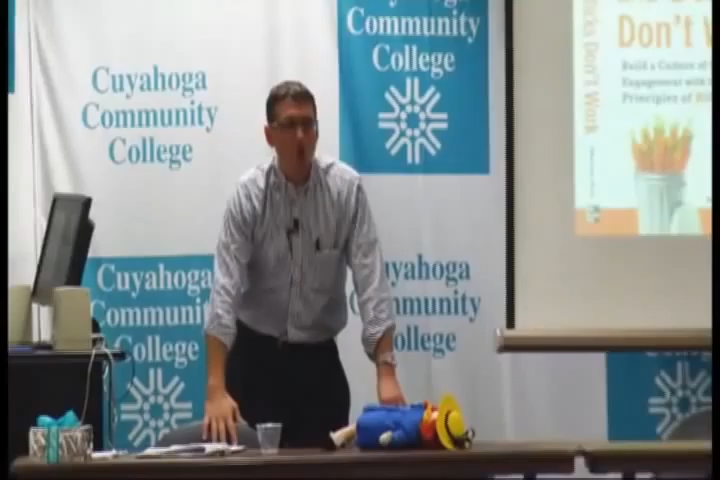 Cuyahoga
Community
College
Cuyahoga
Community
College
Cuyahoga
Community
College
Community
College
Don't
Work
Don't
Build a Culture of
Engagement with
Principles of